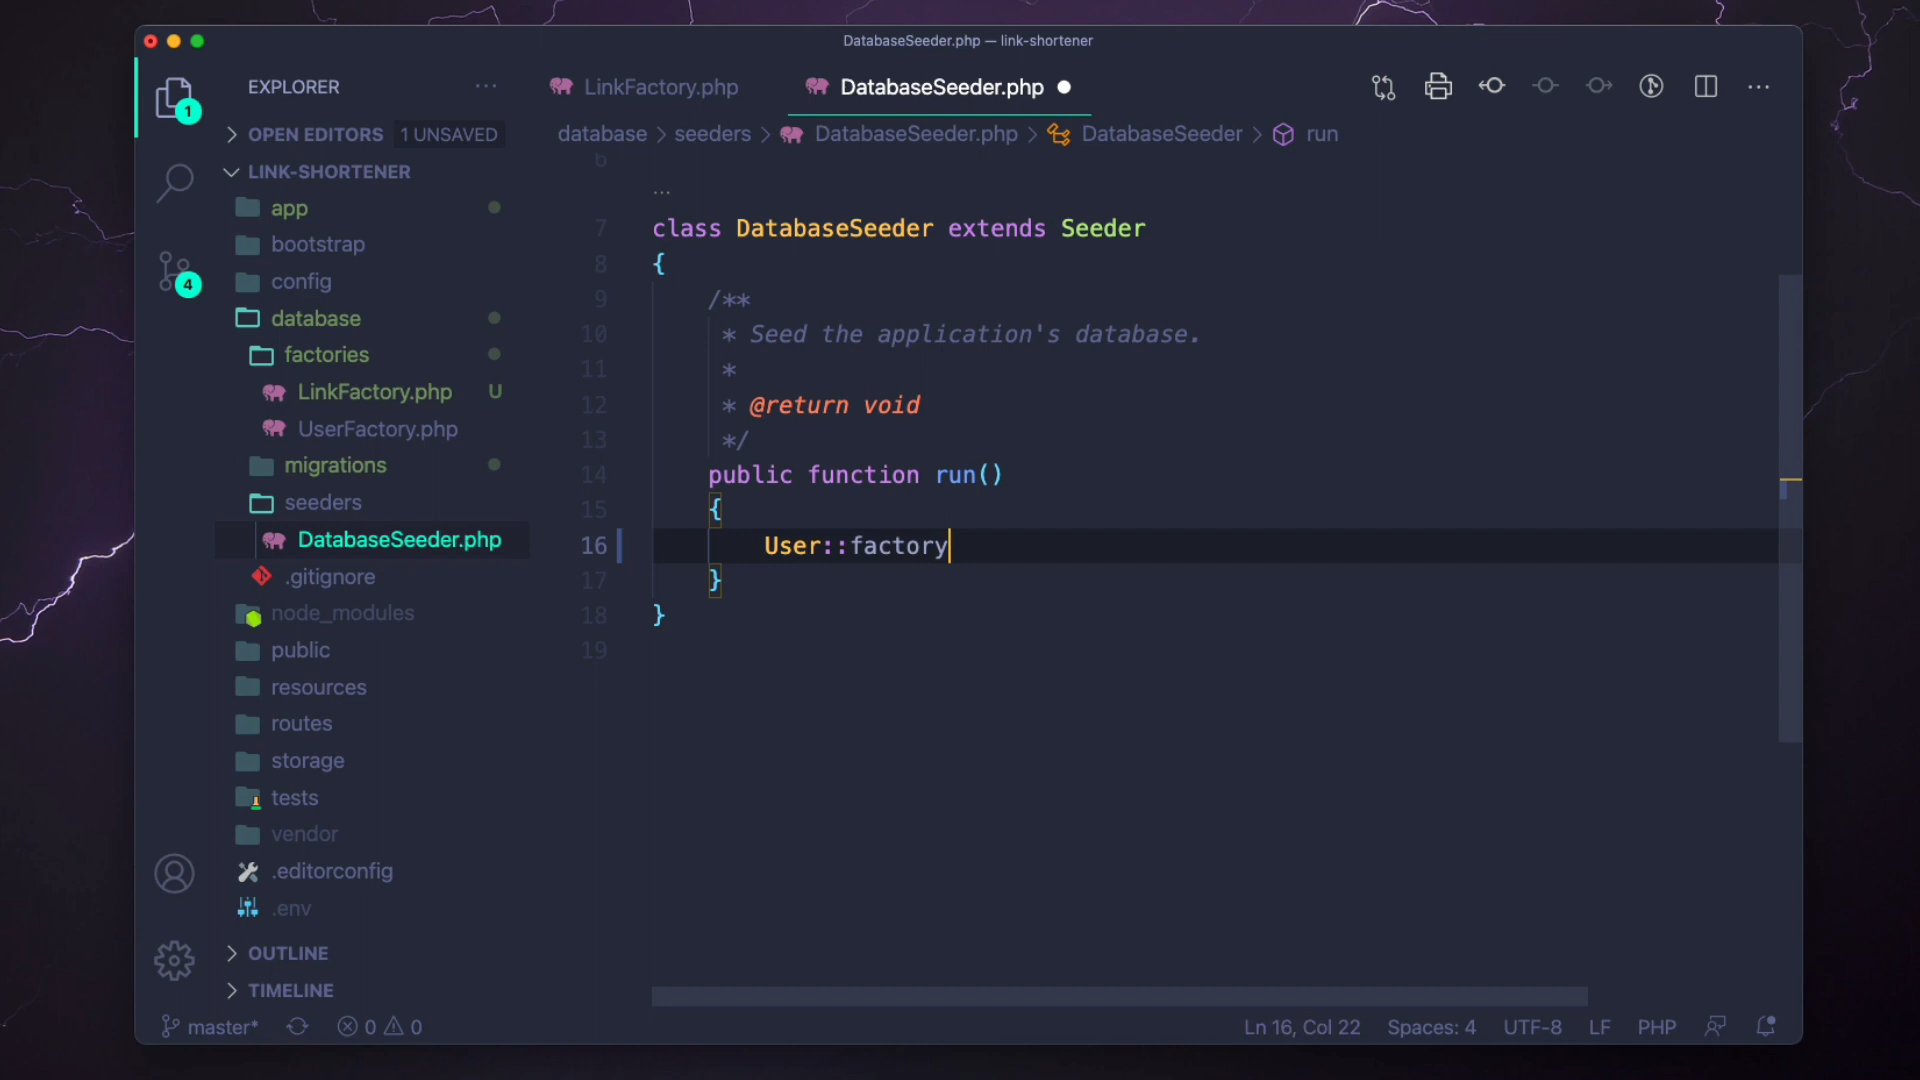 DatabaseSeeder.php — link-shortener
1
4
EXPLORER
OPEN EDITORS 1 UNSAVED
LINK-SHORTENER
app
bootstrap
config
database
factories
LinkFactory.php U
UserFactory.php
migrations
seeders
DatabaseSeeder.php
.gitignore
node_modules
public
resources
routes
storage
tests
vendor
.editorconfig
.env
OUTLINE
TIMELINE
LinkFactory.php DatabaseSeeder.php
database > seeders > DatabaseSeeder.php > DatabaseSeeder > run
6
...
7 class DatabaseSeeder extends Seeder
8 {
9 /**
10 * Seed the application's database.
11 *
12 * @return void
13 */
14 public function run()
15 {
16 User::factory
17 }
18 }
19
master* 0 0 Ln 16, Col 22 Spaces: 4 UTF-8 LF PHP